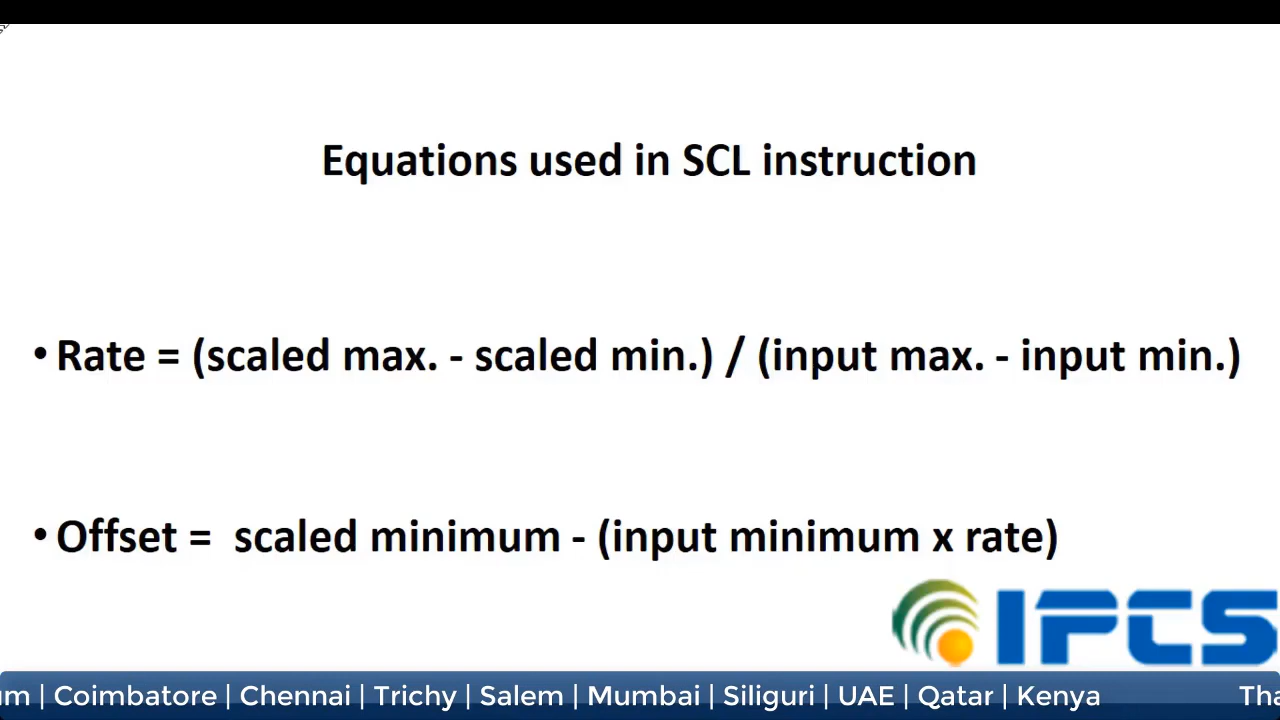 Equations used in SCL instruction
• Rate = (scaled max. - scaled min.) / (input max. - input min.)
• Offset = scaled minimum - (input minimum x rate)
IPCS
| Coimbatore | Chennai | Trichy | Salem | Mumbai | Siliguri | UAE | Qatar | Kenya